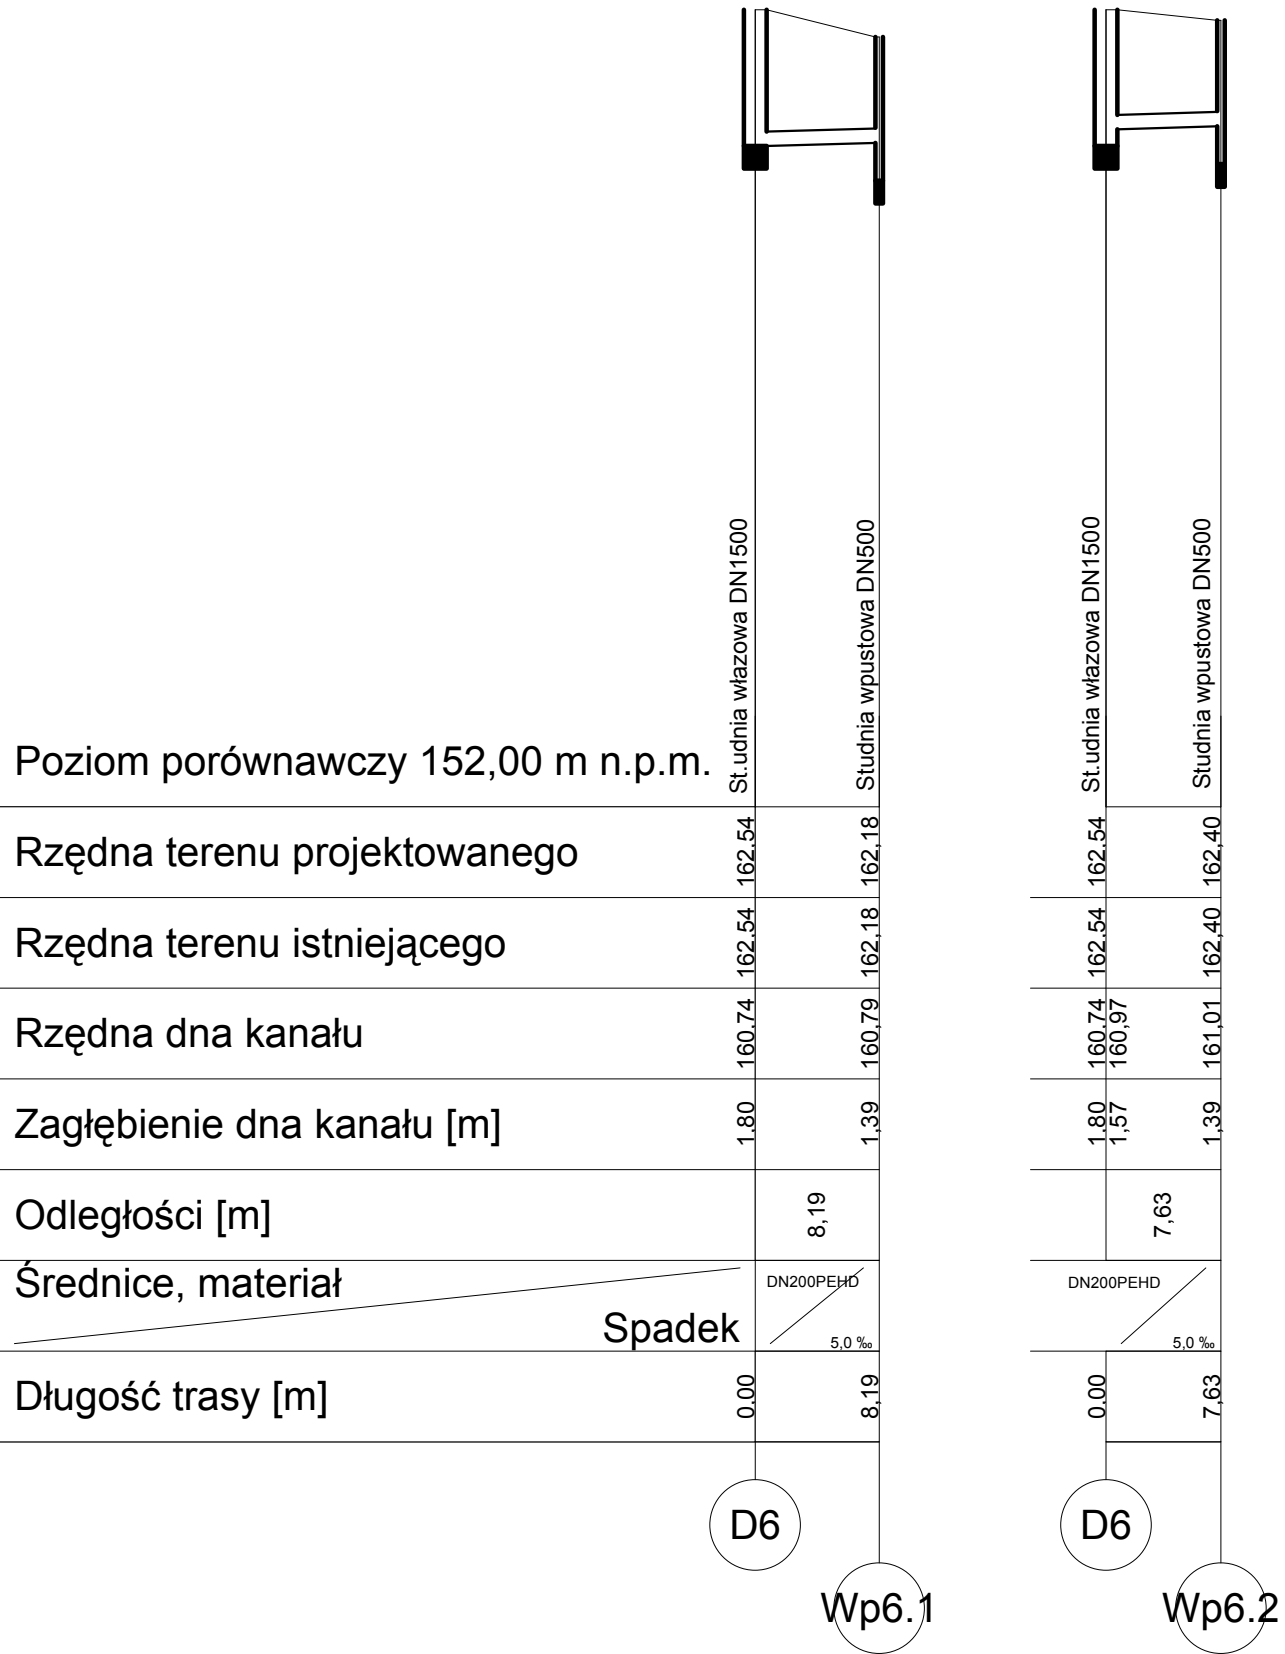 St.udnia włazowa DN1500
Studnia wpustowa DN500
St.udnia włazowa DN1500
Studnia wpustowa DN500
Poziom porównawczy 152,00 m n.p.m.
Rzędna terenu projektowanego
162.54
162,18
162.54
162,40
Rzędna terenu istniejącego
162.54
162,18
162.54
162,40
Rzędna dna kanału
160.74
160,79
160.74
160,97
161,01
Zagłębienie dna kanału [m]
1.80
1,39
1.80
1,57
1,39
Odległości [m]
8,19
7,63
Średnice, materiał
DN200PEHD
DN200PEHD
Spadek
5,0 ‰
5,0 ‰
Długość trasy [m]
0.00
8,19
0.00
7,63
D6
D6
Wp6.1
Wp6.2